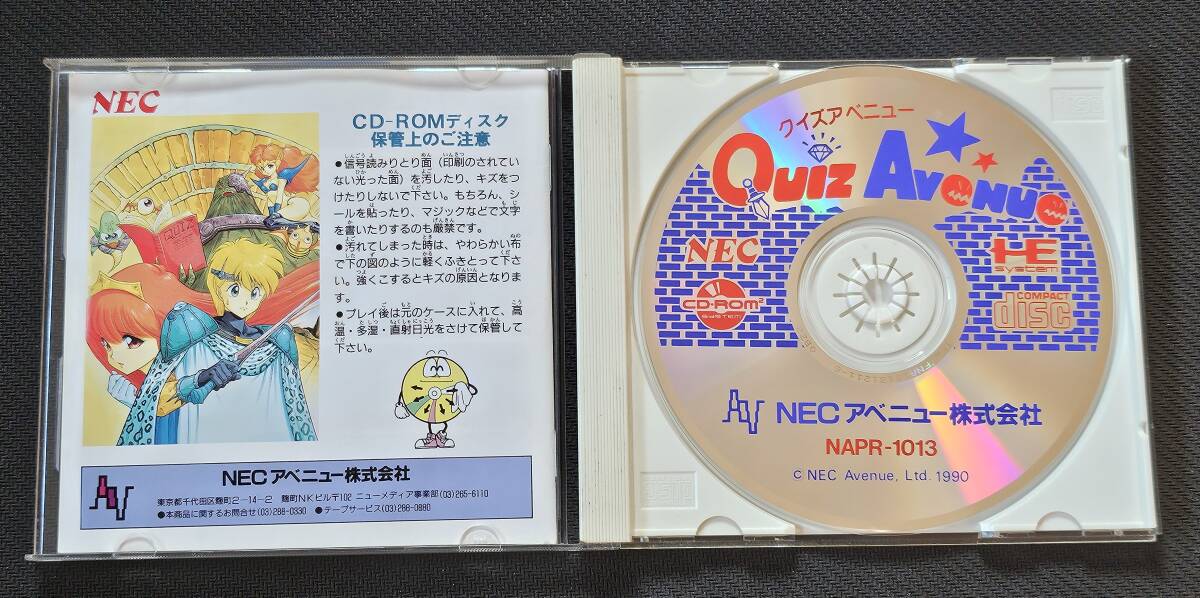 NEC
QUIZ
CD-ROMディスク
保管上のご注意
●信号読みとり面（印刷のされてい
ない光った面）を汚したり、キズをつ
けたりしないで下さい。もちろん、シ
ールを貼ったり、マジックなどで文字
を書いたりするのも厳禁です。
●汚れてしまった時は、やわらかい布
で下の図のように軽くふきとって下さ
い。強くこするとキズの原因となりま
す。
●プレイ後は元のケースに入れて、高
温・多湿・直射日光をさけて保管して
下さい。
NECアベニュー株式会社
東京都千代田区麹町2-14-2 麹町NKビル〒102 ニューメディア事業部(03)265-6110
●本商品に関するお問合せ(03)288-0330 ●テープサービス(03)288-0880
クイズアベニュー
QUIZ AVENUE
NEC
HE
SYSTEM
CD-ROM²
SYSTEM
COMPACT
disc
NECアベニュー株式会社
NAPR-1013
© NEC Avenue, Ltd. 1990